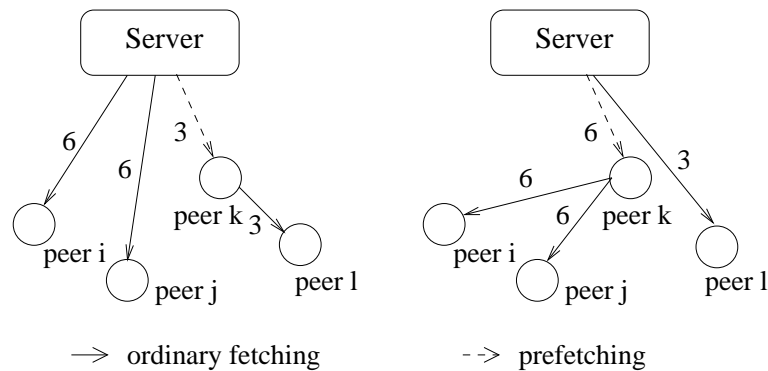 Server
6
6
3
peer k
3
peer i
peer j
peer l
Server
6
3
6
6
peer k
peer i
peer j
peer l
ordinary fetching
prefetching